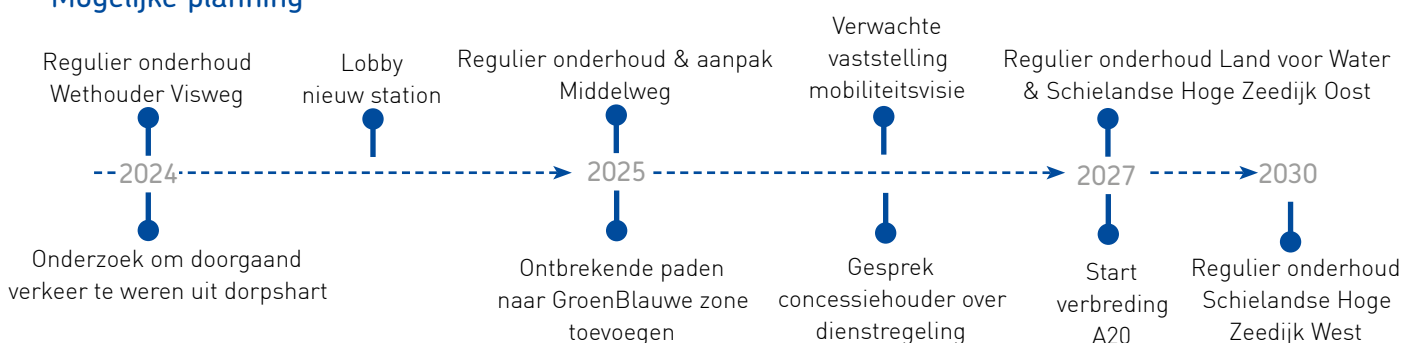 Mogelijke planning
Regulier onderhoud
Wethouder Visweg
Lobby
nieuw station
Regulier onderhoud & aanpak
Middelweg
Verwachte
vaststelling
mobiliteitsvisie
Regulier onderhoud Land voor Water
& Schielandse Hoge Zeedijk Oost
2024
2025
2027
2030
Onderzoek om doorgaand
verkeer te weren uit dorpshart
Ontbrekende paden
naar GroenBlauwe zone
toevoegen
Gesprek
concessiehouder over
dienstregeling
Start
verbreding
A20
Regulier onderhoud
Schielandse Hoge
Zeedijk West